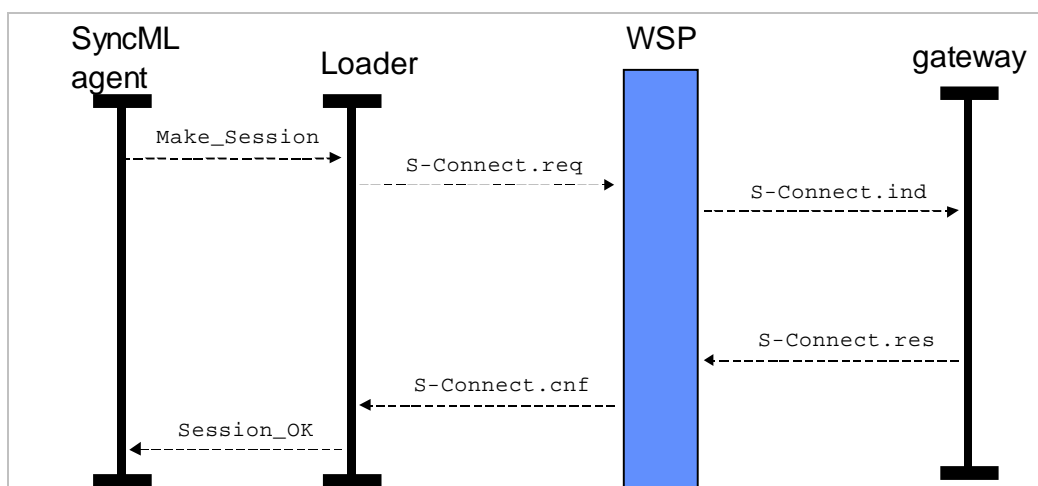 SyncML
agent
Loader
WSP
gateway
Make_Session
S-Connect.req
S-Connect.ind
S-Connect.res
S-Connect.cnf
Session_OK